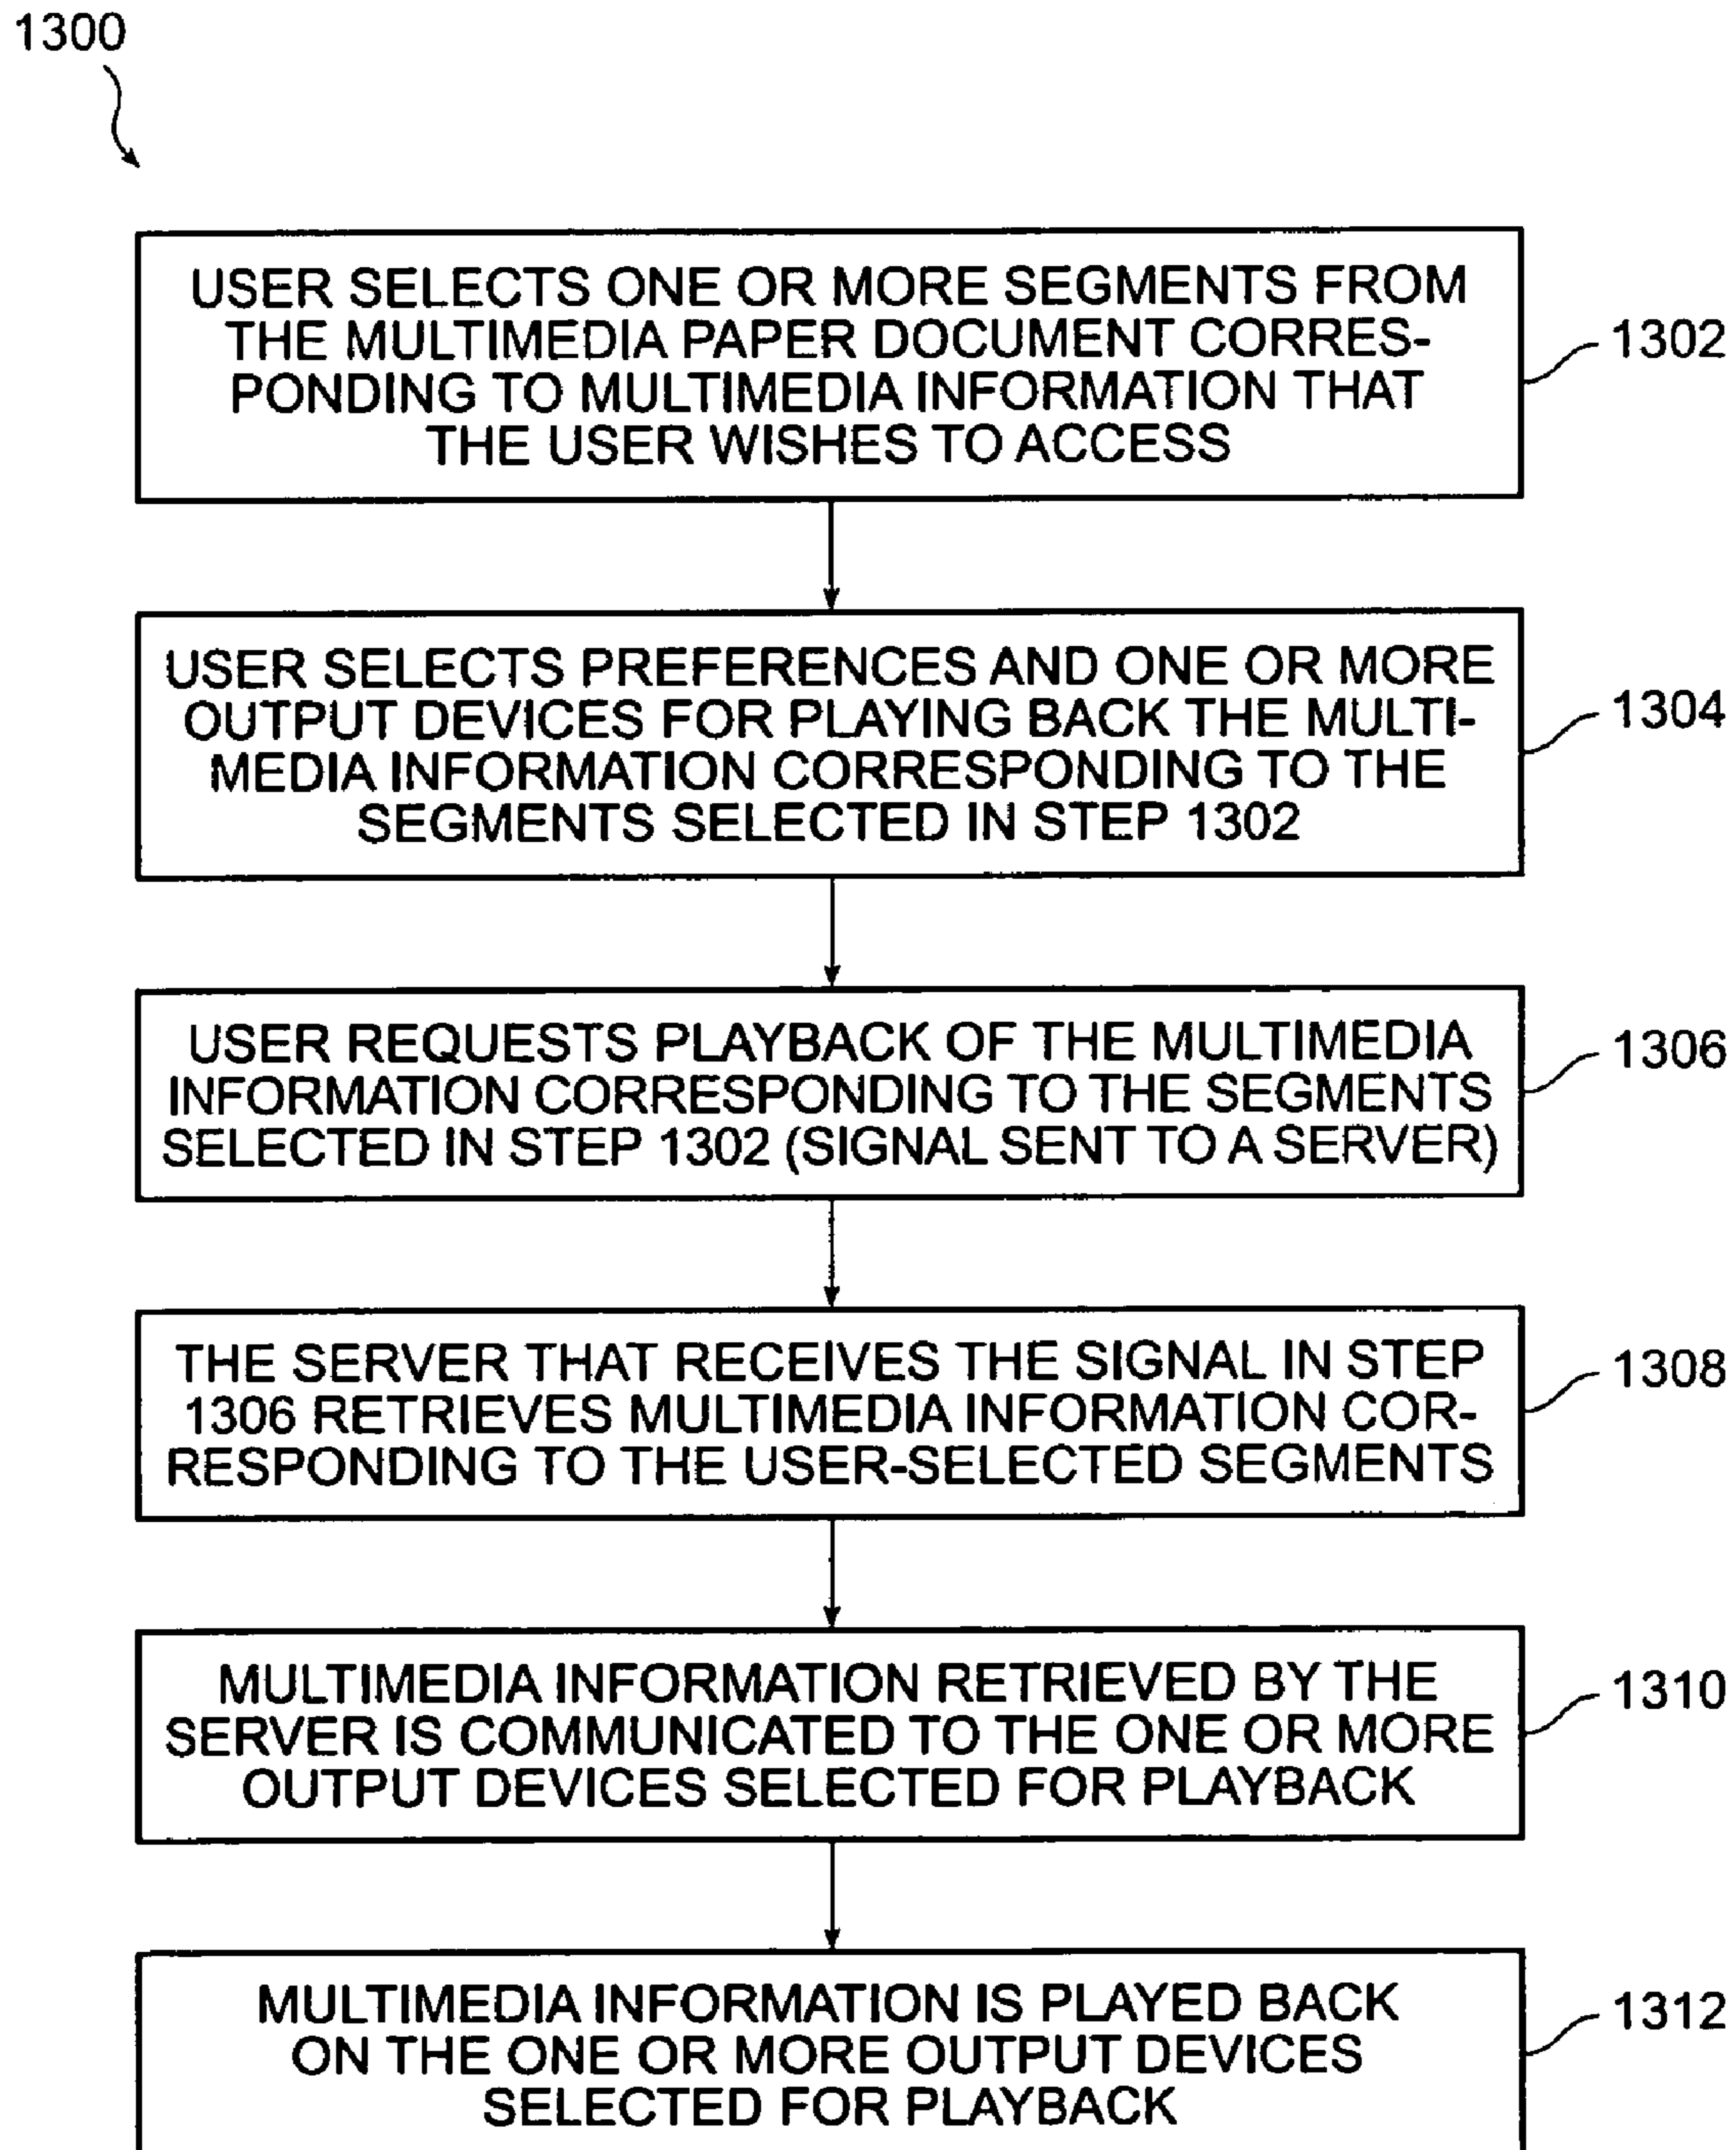 1300
USER SELECTS ONE OR MORE SEGMENTS FROM
THE MULTIMEDIA PAPER DOCUMENT CORRES-
PONDING TO MULTIMEDIA INFORMATION THAT
THE USER WISHES TO ACCESS
1302
USER SELECTS PREFERENCES AND ONE OR MORE
OUTPUT DEVICES FOR PLAYING BACK THE MULTI-
MEDIA INFORMATION CORRESPONDING TO THE
SEGMENTS SELECTED IN STEP 1302
1304
USER REQUESTS PLAYBACK OF THE MULTIMEDIA
INFORMATION CORRESPONDING TO THE SEGMENTS
SELECTED IN STEP 1302 (SIGNAL SENT TO A SERVER)
1306
THE SERVER THAT RECEIVES THE SIGNAL IN STEP
1306 RETRIEVES MULTIMEDIA INFORMATION COR-
RESPONDING TO THE USER-SELECTED SEGMENTS
1308
MULTIMEDIA INFORMATION RETRIEVED BY THE
SERVER IS COMMUNICATED TO THE ONE OR MORE
OUTPUT DEVICES SELECTED FOR PLAYBACK
1310
MULTIMEDIA INFORMATION IS PLAYED BACK
ON THE ONE OR MORE OUTPUT DEVICES
SELECTED FOR PLAYBACK
1312